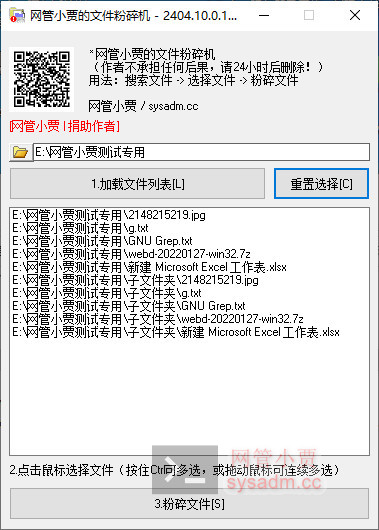 网管小贾的文件粉碎机 - 2404.10.0.1...
*网管小贾的文件粉碎机
（作者不承担任何后果，请24小时后删除！）
用法：搜索文件 -> 选择文件 -> 粉碎文件
网管小贾 / sysadm.cc
[网管小贾 | 捐助作者]
E:\网管小贾测试专用
1.加载文件列表[L]
重置选择[C]
E:\网管小贾测试专用\2148215219.jpg
E:\网管小贾测试专用\g.txt
E:\网管小贾测试专用\GNU Grep.txt
E:\网管小贾测试专用\webd-20220127-win32.7z
E:\网管小贾测试专用\新建 Microsoft Excel 工作表.xlsx
E:\网管小贾测试专用\子文件夹\2148215219.jpg
E:\网管小贾测试专用\子文件夹\g.txt
E:\网管小贾测试专用\子文件夹\GNU Grep.txt
E:\网管小贾测试专用\子文件夹\webd-20220127-win32.7z
E:\网管小贾测试专用\子文件夹\新建 Microsoft Excel 工作表.xlsx
网管小贾
2.点击鼠标选择文件（按住Ctrl可多选，或拖动鼠标可连续多选）
sysadm.cc
3.粉碎文件[S]